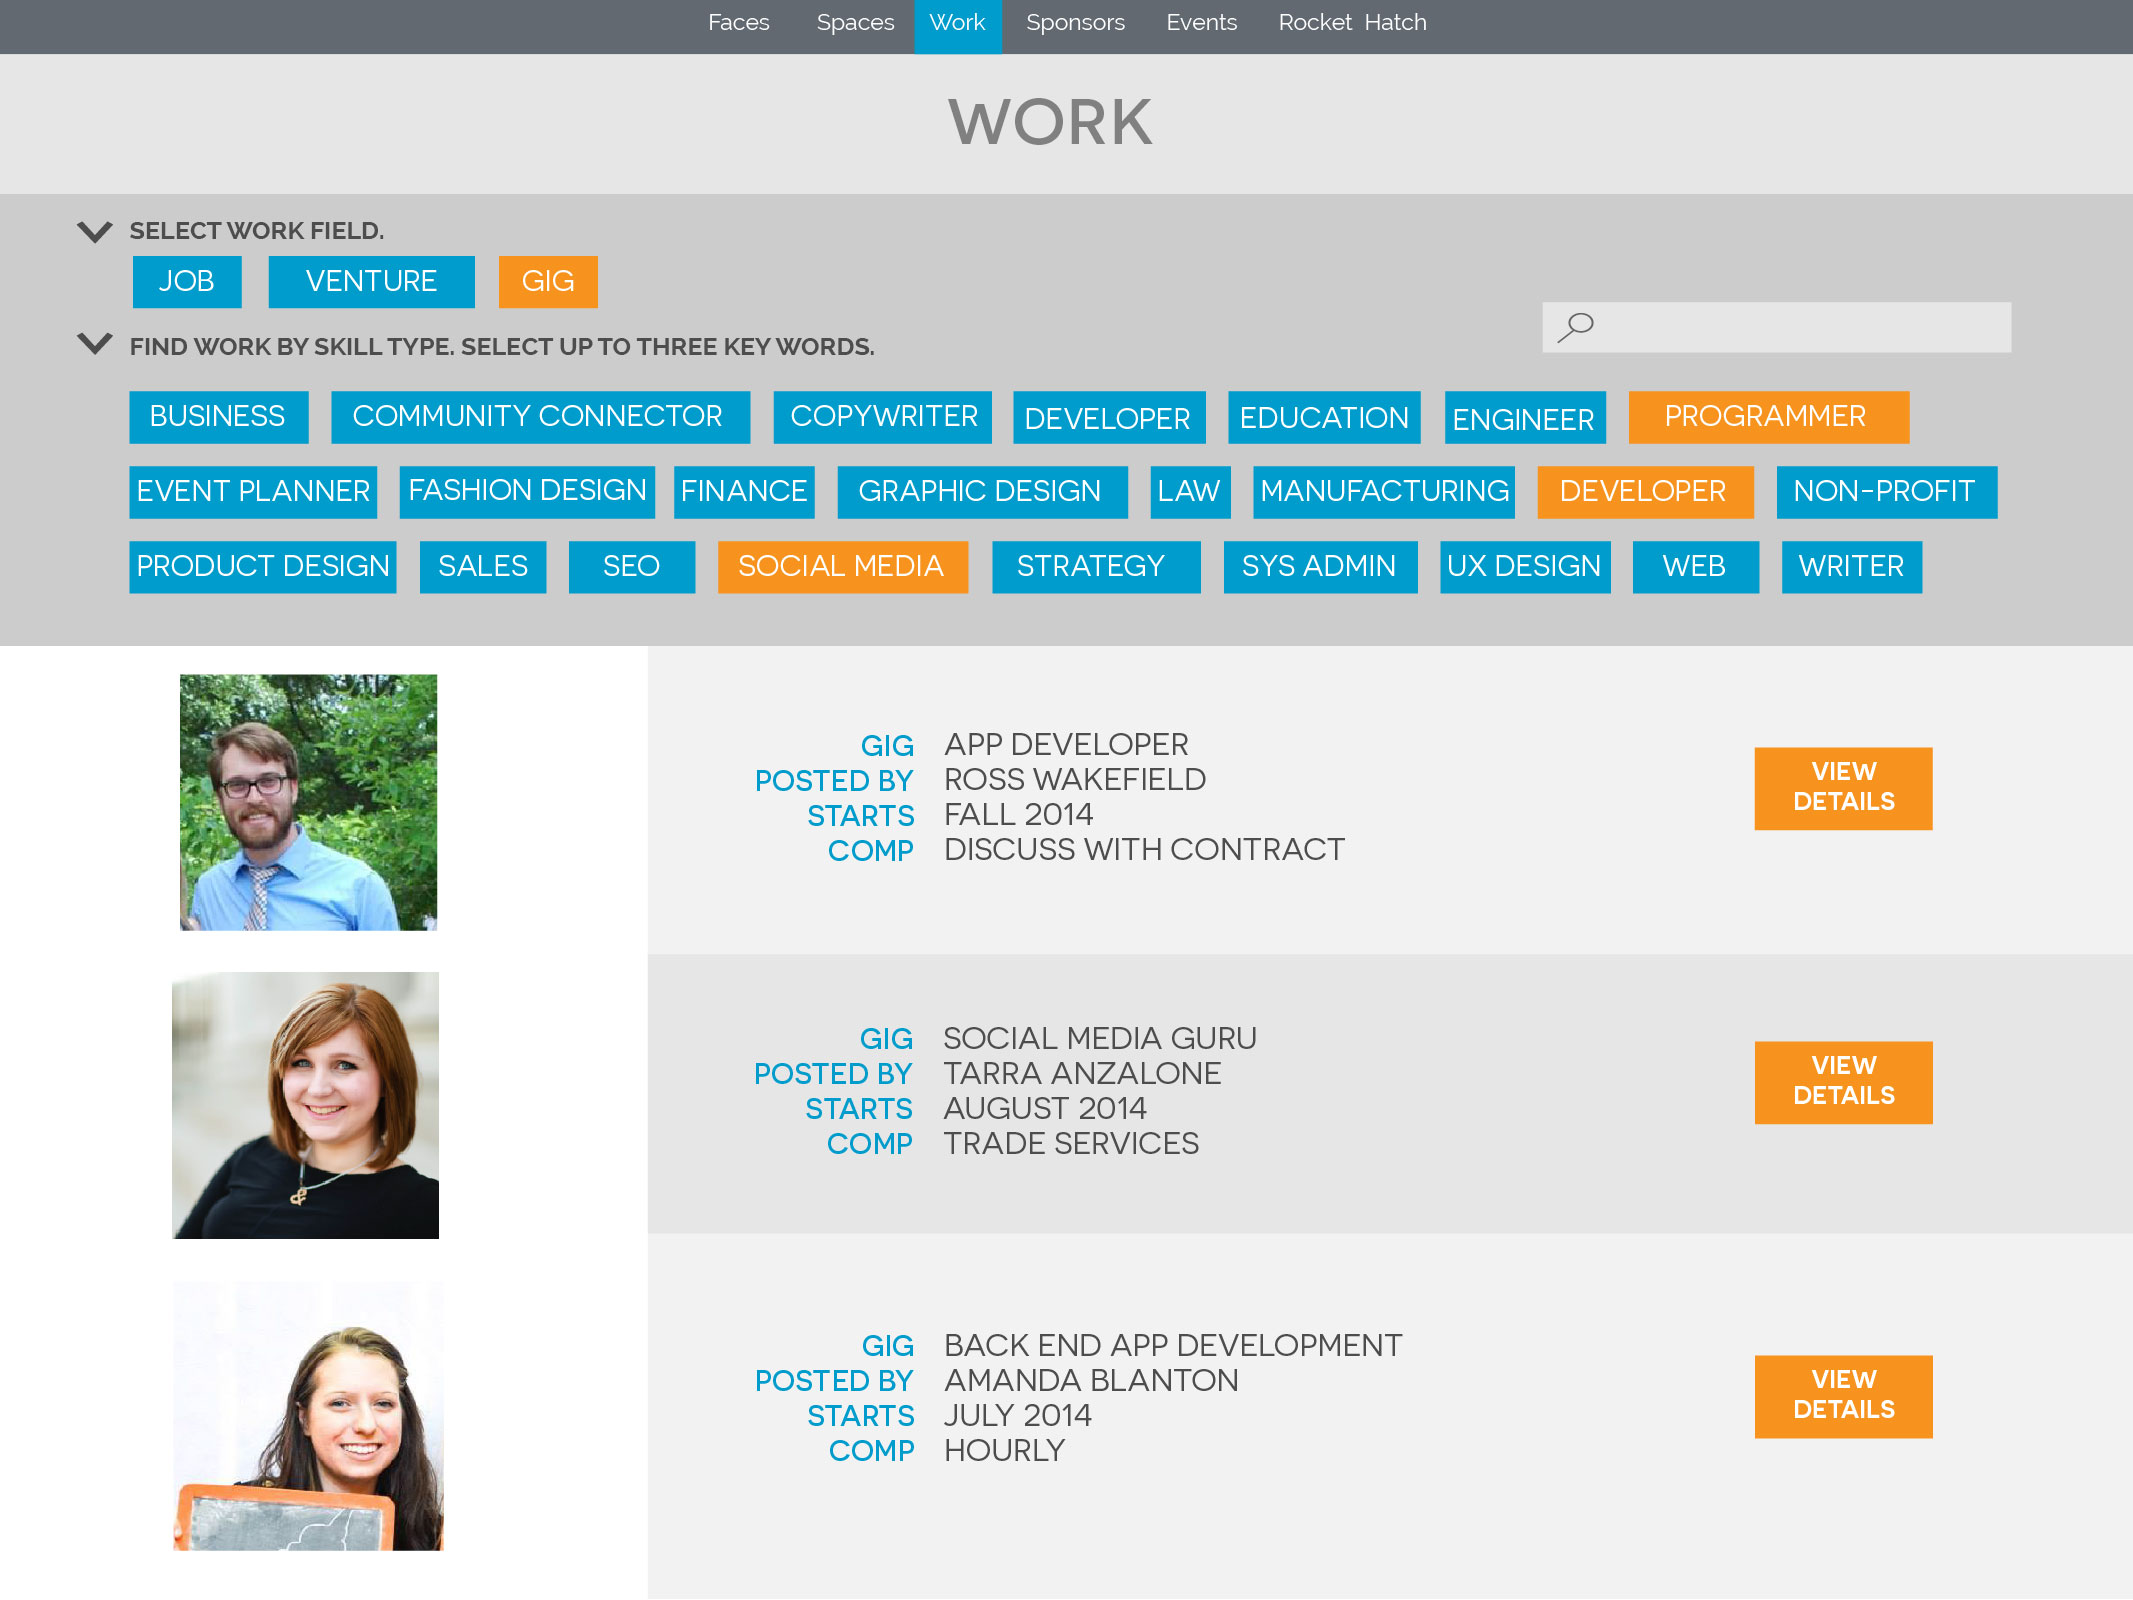 Faces Spaces Work Sponsors Events Rocket Hatch
WORK
SELECT WORK FIELD.
JOB VENTURE GIG
FIND WORK BY SKILL TYPE. SELECT UP TO THREE KEY WORDS.
BUSINESS COMMUNITY CONNECTOR COPYWRITER DEVELOPER EDUCATION ENGINEER PROGRAMMER
EVENT PLANNER FASHION DESIGN FINANCE GRAPHIC DESIGN LAW MANUFACTURING DEVELOPER NON-PROFIT
PRODUCT DESIGN SALES SEO SOCIAL MEDIA STRATEGY SYS ADMIN UX DESIGN WEB WRITER
GIG APP DEVELOPER
POSTED BY ROSS WAKEFIELD
STARTS FALL 2014
COMP DISCUSS WITH CONTRACT
VIEW
DETAILS
GIG SOCIAL MEDIA GURU
POSTED BY TARRA ANZALONE
STARTS AUGUST 2014
COMP TRADE SERVICES
VIEW
DETAILS
GIG BACK END APP DEVELOPMENT
POSTED BY AMANDA BLANTON
STARTS JULY 2014
COMP HOURLY
VIEW
DETAILS